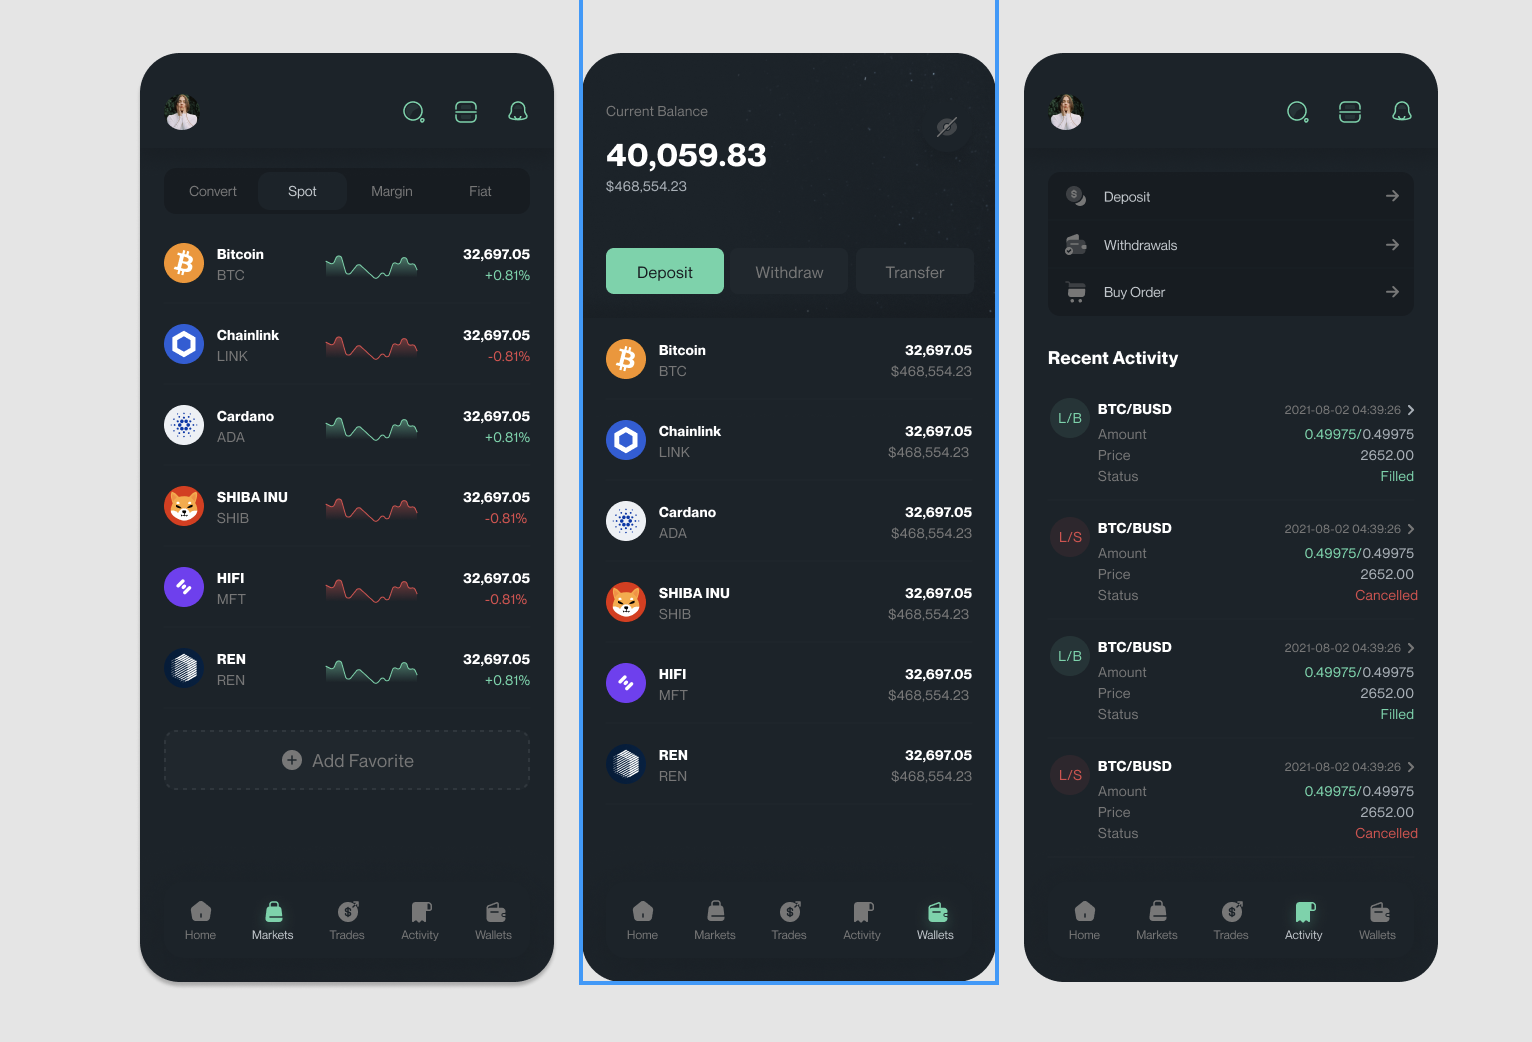 Convert Spot Margin Fiat
Bitcoin 32,697.05
BTC +0.81%
Chainlink 32,697.05
LINK -0.81%
Cardano 32,697.05
ADA +0.81%
SHIBA INU 32,697.05
SHIB -0.81%
HIFI 32,697.05
MFT -0.81%
REN 32,697.05
REN +0.81%
Add Favorite
Home Markets Trades Activity Wallets
Current Balance
40,059.83
$468,554.23
Deposit Withdraw Transfer
Bitcoin 32,697.05
BTC $468,554.23
Chainlink 32,697.05
LINK $468,554.23
Cardano 32,697.05
ADA $468,554.23
SHIBA INU 32,697.05
SHIB $468,554.23
HIFI 32,697.05
MFT $468,554.23
REN 32,697.05
REN $468,554.23
Home Markets Trades Activity Wallets
Deposit
Withdrawals
Buy Order
Recent Activity
L/B BTC/BUSD 2021-08-02 04:39:26
Amount 0.49975/0.49975
Price 2652.00
Status Filled
L/S BTC/BUSD 2021-08-02 04:39:26
Amount 0.49975/0.49975
Price 2652.00
Status Cancelled
L/B BTC/BUSD 2021-08-02 04:39:26
Amount 0.49975/0.49975
Price 2652.00
Status Filled
L/S BTC/BUSD 2021-08-02 04:39:26
Amount 0.49975/0.49975
Price 2652.00
Status Cancelled
Home Markets Trades Activity Wallets